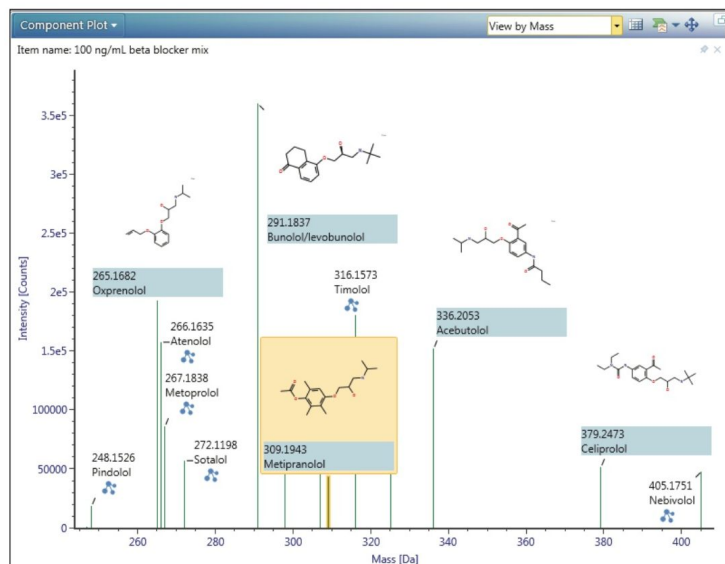 Component Plot
View by Mass
Item name: 100 ng/mL beta blocker mix
Intensity [Counts]
3.5e5
3e5
2.5e5
2e5
1.5e5
100000
50000
0
265.1682
Oxprenolol
266.1635
Atenolol
267.1838
Metoprolol
248.1526
Pindolol
272.1198
Sotalol
291.1837
Bunolol/levobunolol
316.1573
Timolol
309.1943
Metipranolol
336.2053
Acebutolol
379.2473
Celiprolol
405.1751
Nebivolol
260
280
300
320
340
360
380
400
Mass [Da]